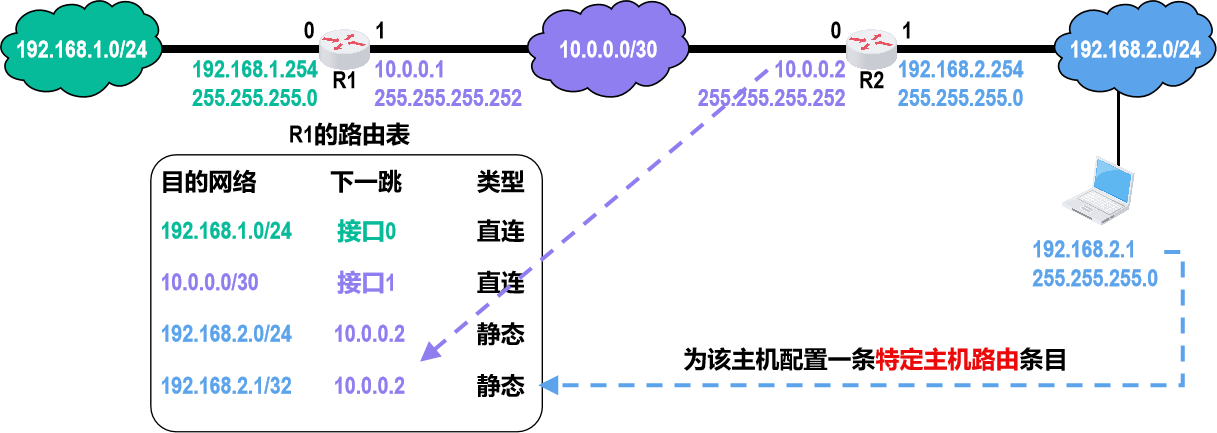 0 1 0 1
192.168.1.0/24 10.0.0.0/30 192.168.2.0/24
192.168.1.254 10.0.0.1 10.0.0.2 192.168.2.254
R1 R2
255.255.255.0 255.255.255.252 255.255.255.252 255.255.255.0
R1的路由表
目的网络 下一跳 类型
192.168.1.0/24 接口0 直连
10.0.0.0/30 接口1 直连
192.168.2.0/24 10.0.0.2 静态
192.168.2.1/32 10.0.0.2 静态
192.168.2.1
255.255.255.0
为该主机配置一条特定主机路由条目